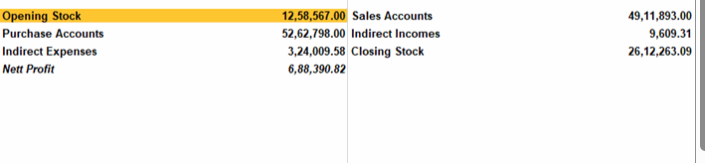 Opening Stock 12,58,567.00 Sales Accounts 49,11,893.00
Purchase Accounts 52,62,798.00 Indirect Incomes 9,609.31
Indirect Expenses 3,24,009.58 Closing Stock 26,12,263.09
Nett Profit 6,88,390.82